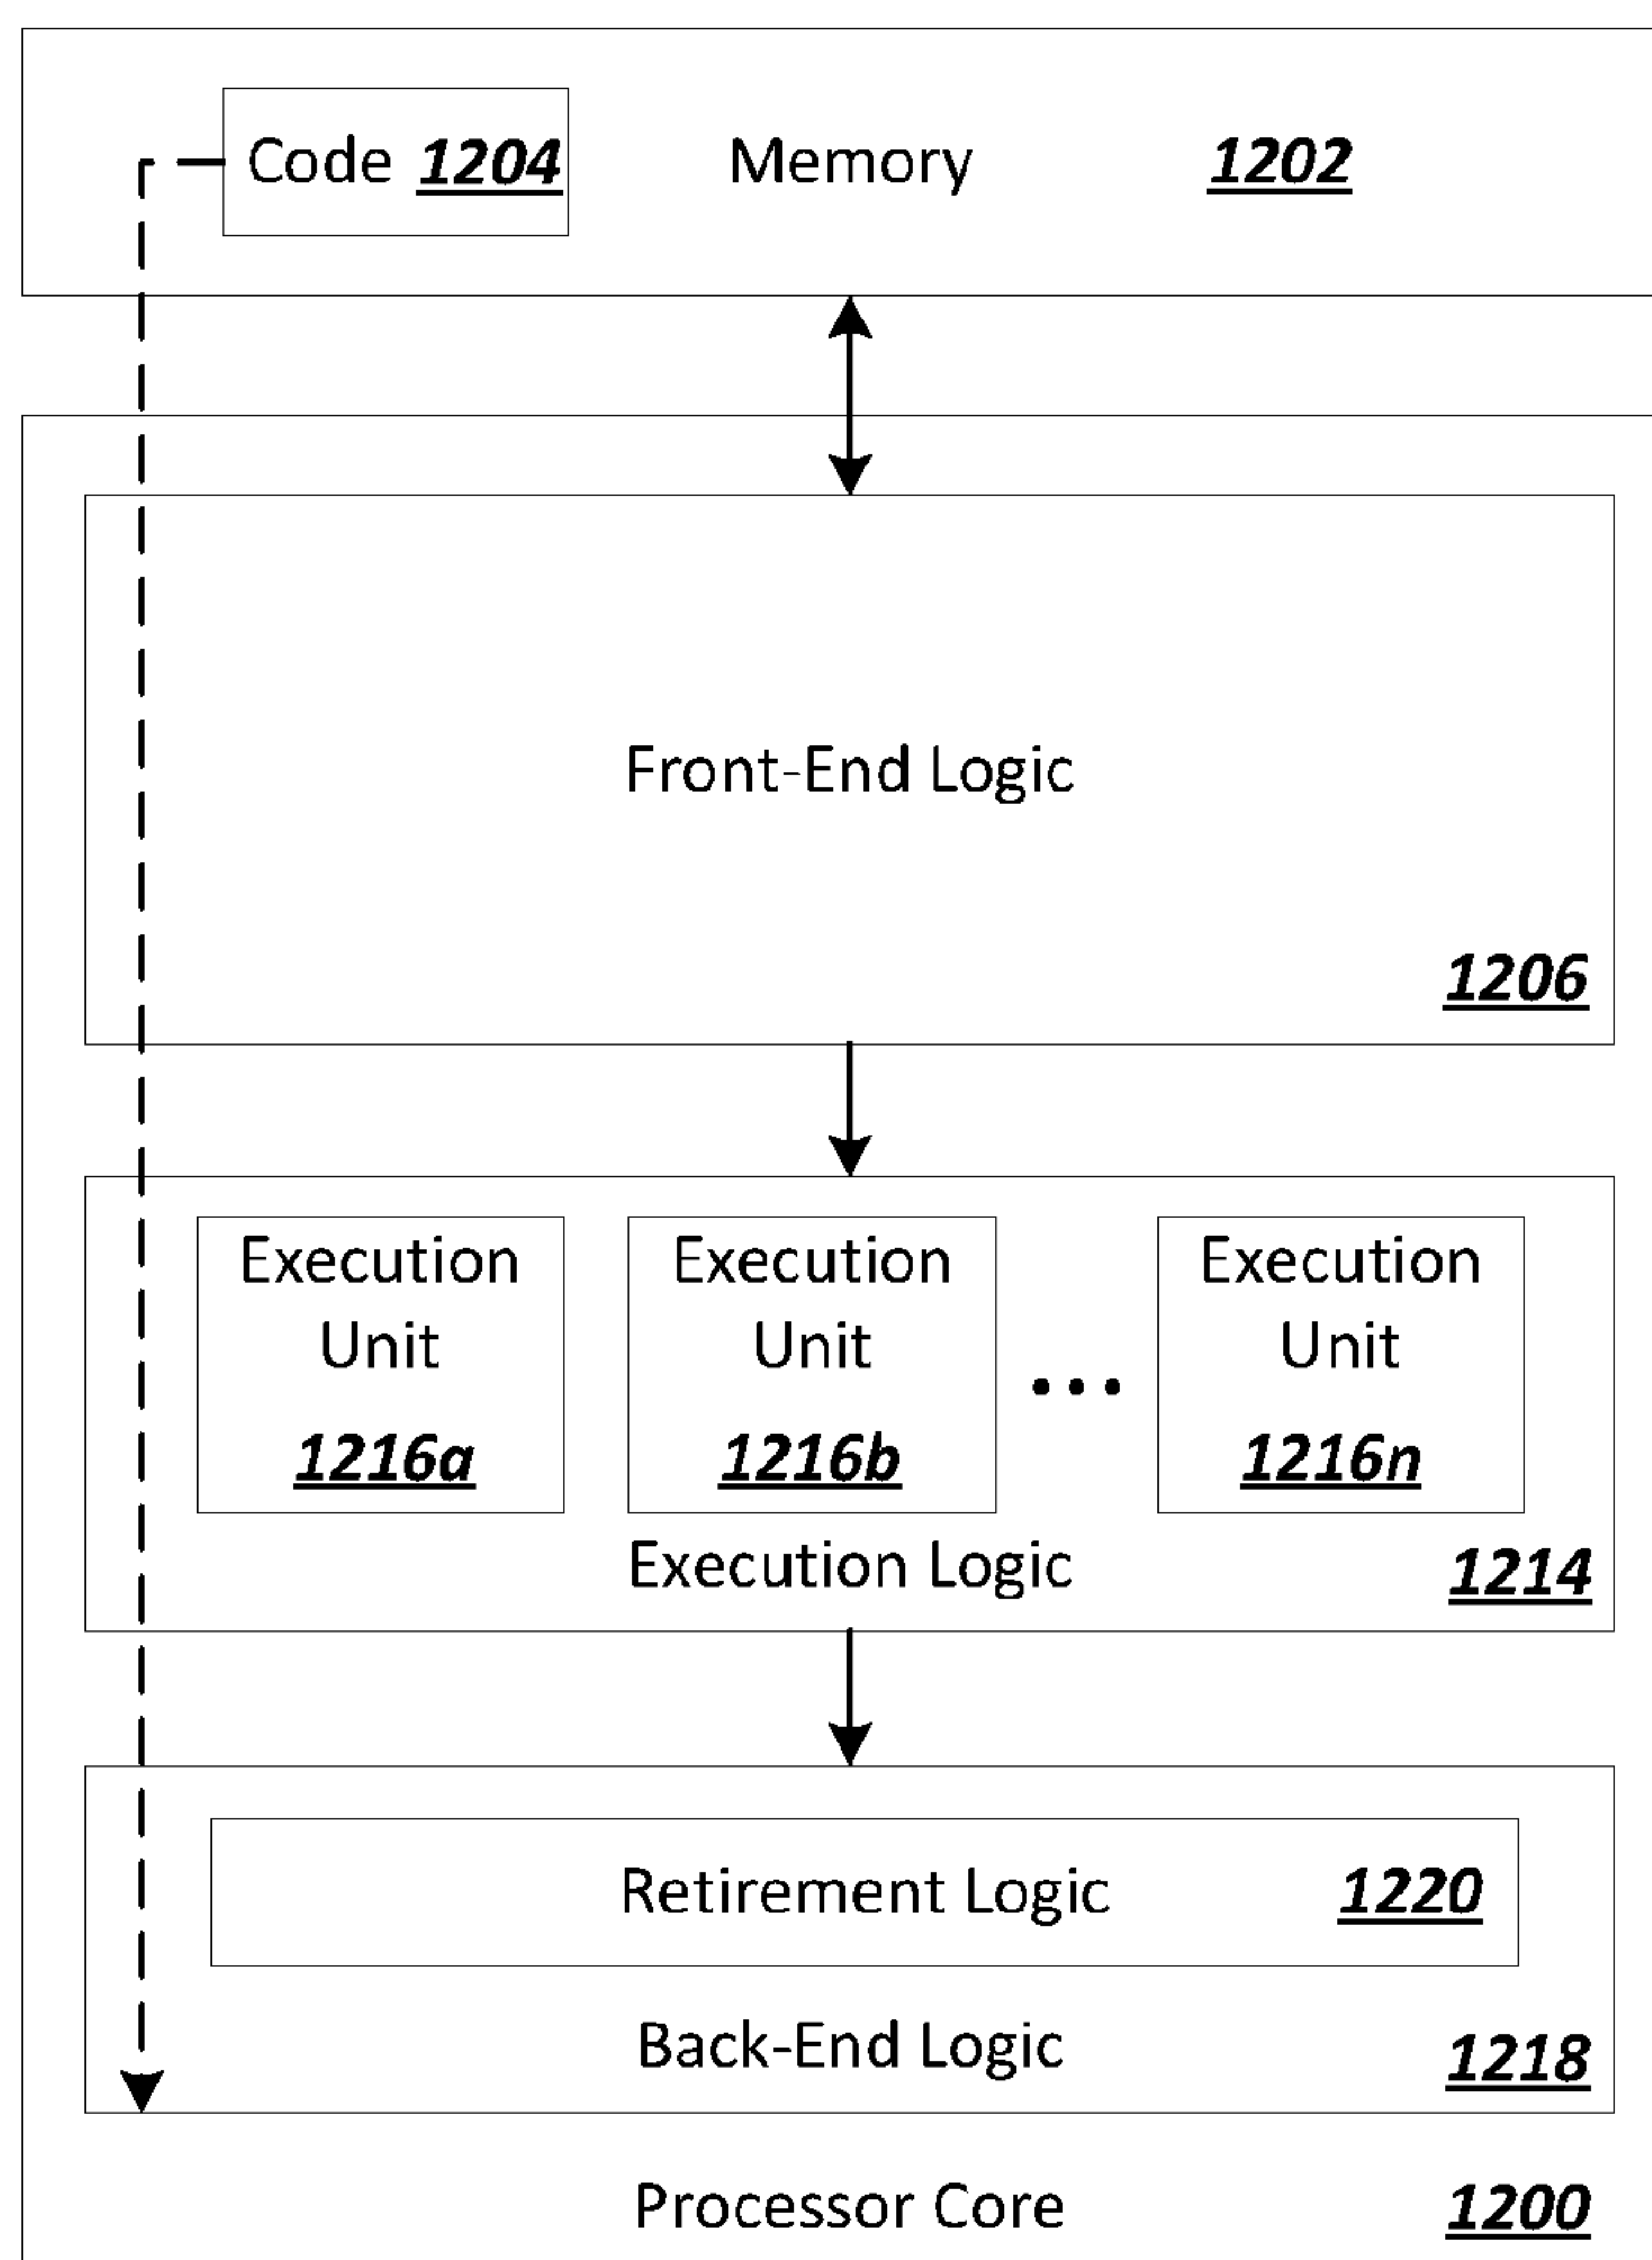 Code 1204 Memory 1202
Front-End Logic
1206
Execution Unit 1216a
Execution Unit 1216b
...
Execution Unit 1216n
Execution Logic 1214
Retirement Logic 1220
Back-End Logic 1218
Processor Core 1200